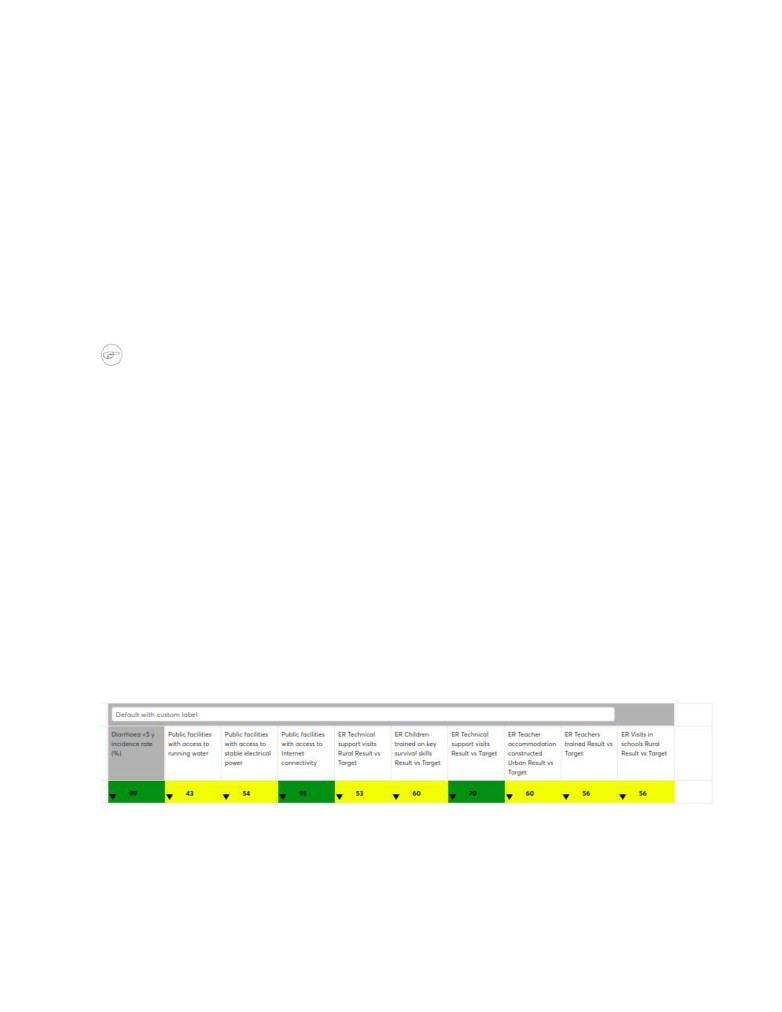 Default with custom label
Diarrhoea <5 y
incidence rate
(%)
Public facilities
with access to
running water
Public facilities
with access to
stable electrical
power
Public facilities
with access to
Internet
connectivity
ER Technical
support visits
Rural Result vs
Target
ER Children
trained on key
survival skills
Result vs Target
ER Technical
support visits
Result vs Target
ER Teacher
accommodation
constructed
Urban Result vs
Target
ER Teachers
trained Result vs
Target
ER Visits in
schools Rural
Result vs Target
89 43 54 95 53 60 70 60 56 56